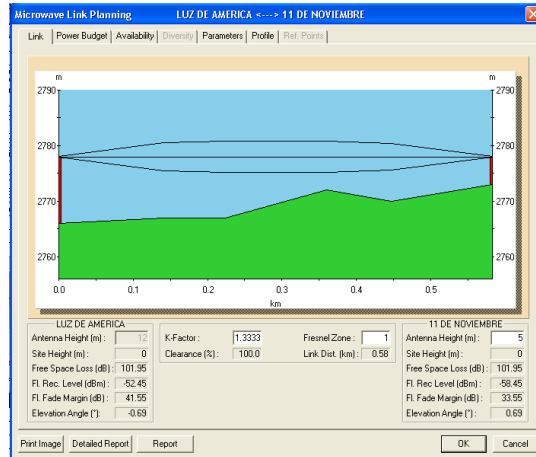 Microwave Link Planning LUZ DE AMERICA <---> 11 DE NOVIEMBRE
Link Power Budget Availability Diversity Parameters Profile Ref. Points
m m
2790 2790
2780 2780
2770 2770
2760 2760
0.0 0.1 0.2 0.3 0.4 0.5
km
LUZ DE AMERICA
Antenna Height (m) : 12
Site Height (m) : 0
Free Space Loss (dB) : 101.95
Fl. Rec. Level (dBm) : -52.45
Fl. Fade Margin (dB) : 41.55
Elevation Angle (°): -0.69
K-Factor : 1.3333 Fresnel Zone : 1
Clearance (%) : 100.0 Link Dist. (km) : 0.58
11 DE NOVIEMBRE
Antenna Height (m) : 5
Site Height (m) : 0
Free Space Loss (dB) : 101.95
Fl. Rec. Level (dBm) : -58.45
Fl. Fade Margin (dB) : 33.55
Elevation Angle (°): 0.69
Print Image Detailed Report Report OK Cancel